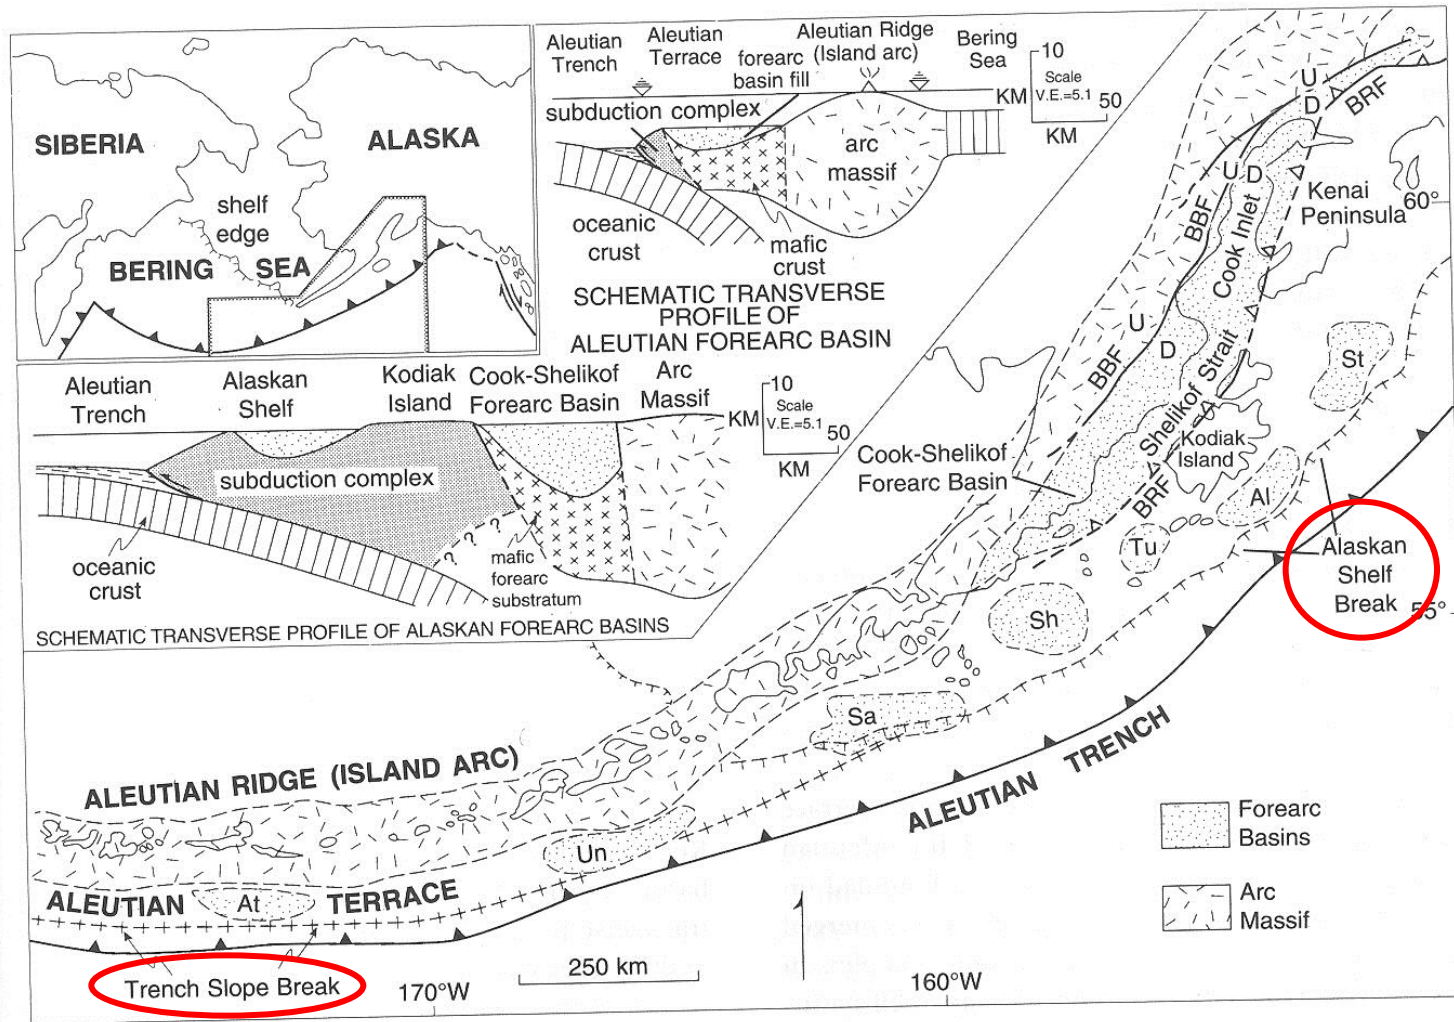 SIBERIA
ALASKA
shelf
edge
BERING SEA
Aleutian
Trench
Aleutian
Terrace
forearc
basin fill
Aleutian Ridge
(Island arc)
Bering
Sea
subduction complex
arc
massif
oceanic
crust
mafic
crust
10
KM
Scale
V.E.=5.1
50
KM
SCHEMATIC TRANSVERSE
PROFILE OF
ALEUTIAN FOREARC BASIN
Aleutian
Trench
Alaskan
Shelf
Kodiak
Island
Cook-Shelikof
Forearc Basin
Arc
Massif
10
KM
Scale
V.E.=5.1
50
KM
subduction complex
oceanic
crust
? ? ? ?
mafic
forearc
substratum
SCHEMATIC TRANSVERSE PROFILE OF ALASKAN FOREARC BASINS
U
D
BRF
U D
BBF
Cook Inlet
Kenai
Peninsula
60°
U
D
BBF
Shelikof Strait
St
Kodiak
Island
Cook-Shelikof
Forearc Basin
BRF
Al
Tu
Alaskan
Shelf
Break
55°
Sh
Sa
ALEUTIAN RIDGE (ISLAND ARC)
ALEUTIAN TRENCH
Un
At
ALEUTIAN TERRACE
Forearc
Basins
Arc
Massif
Trench Slope Break
250 km
170°W
160°W